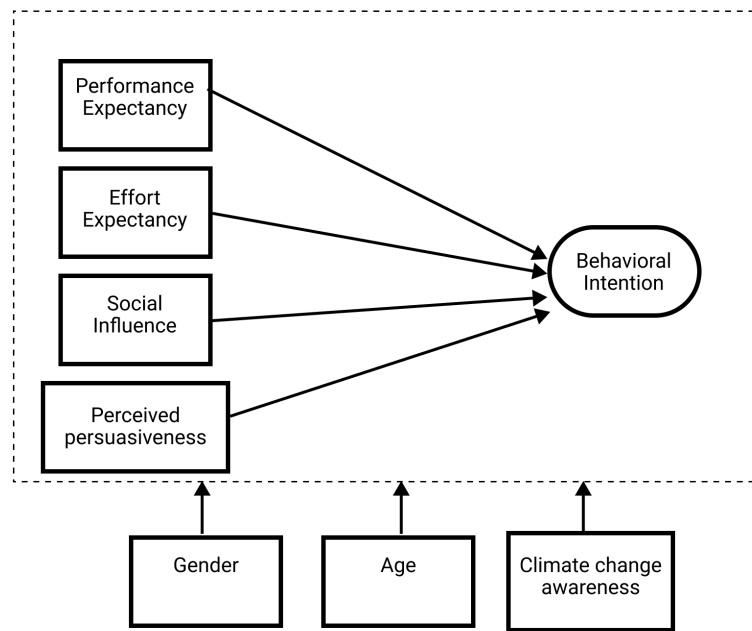 Performance
Expectancy
Effort
Expectancy
Social
Influence
Perceived
persuasiveness
Behavioral
Intention
Gender
Age
Climate change
awareness